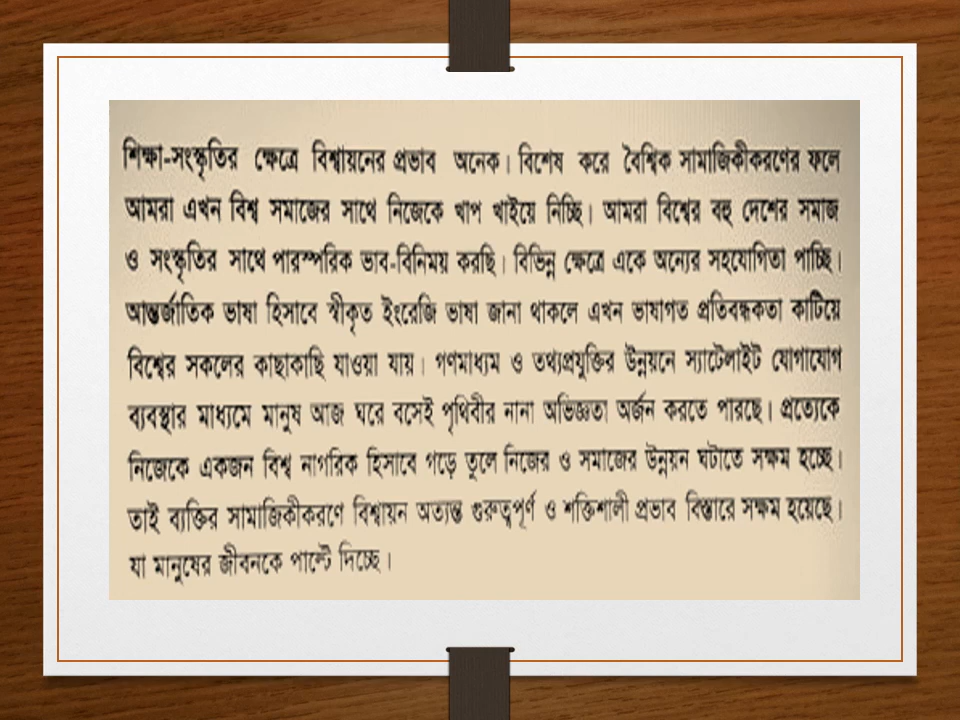 শিক্ষা-সংস্কৃতির ক্ষেত্রে বিশ্বায়নের প্রভাব অনেক। বিশেষ করে বৈশ্বিক সামাজিকীকরণের ফলে
আমরা এখন বিশ্ব সমাজের সাথে নিজেকে খাপ খাইয়ে নিচ্ছি। আমরা বিশ্বের বহু দেশের সমাজ
ও সংস্কৃতির সাথে পারস্পরিক ভাব-বিনিময় করছি। বিভিন্ন ক্ষেত্রে একে অন্যের সহযোগিতা পাচ্ছি।
আন্তর্জাতিক ভাষা হিসাবে স্বীকৃত ইংরেজি ভাষা জানা থাকলে এখন ভাষাগত প্রতিবন্ধকতা কাটিয়ে
বিশ্বের সকলের কাছাকাছি যাওয়া যায়। গণমাধ্যম ও তথ্যপ্রযুক্তির উন্নয়নে স্যাটেলাইট যোগাযোগ
ব্যবস্থার মাধ্যমে মানুষ আজ ঘরে বসেই পৃথিবীর নানা অভিজ্ঞতা অর্জন করতে পারছে। প্রত্যেকে
নিজেকে একজন বিশ্ব নাগরিক হিসাবে গড়ে তুলে নিজের ও সমাজের উন্নয়ন ঘটাতে সক্ষম হচ্ছে।
তাই ব্যক্তির সামাজিকীকরণে বিশ্বায়ন অত্যন্ত গুরুত্বপূর্ণ ও শক্তিশালী প্রভাব বিস্তারে সক্ষম হয়েছে।
যা মানুষের জীবনকে পাল্টে দিচ্ছে।